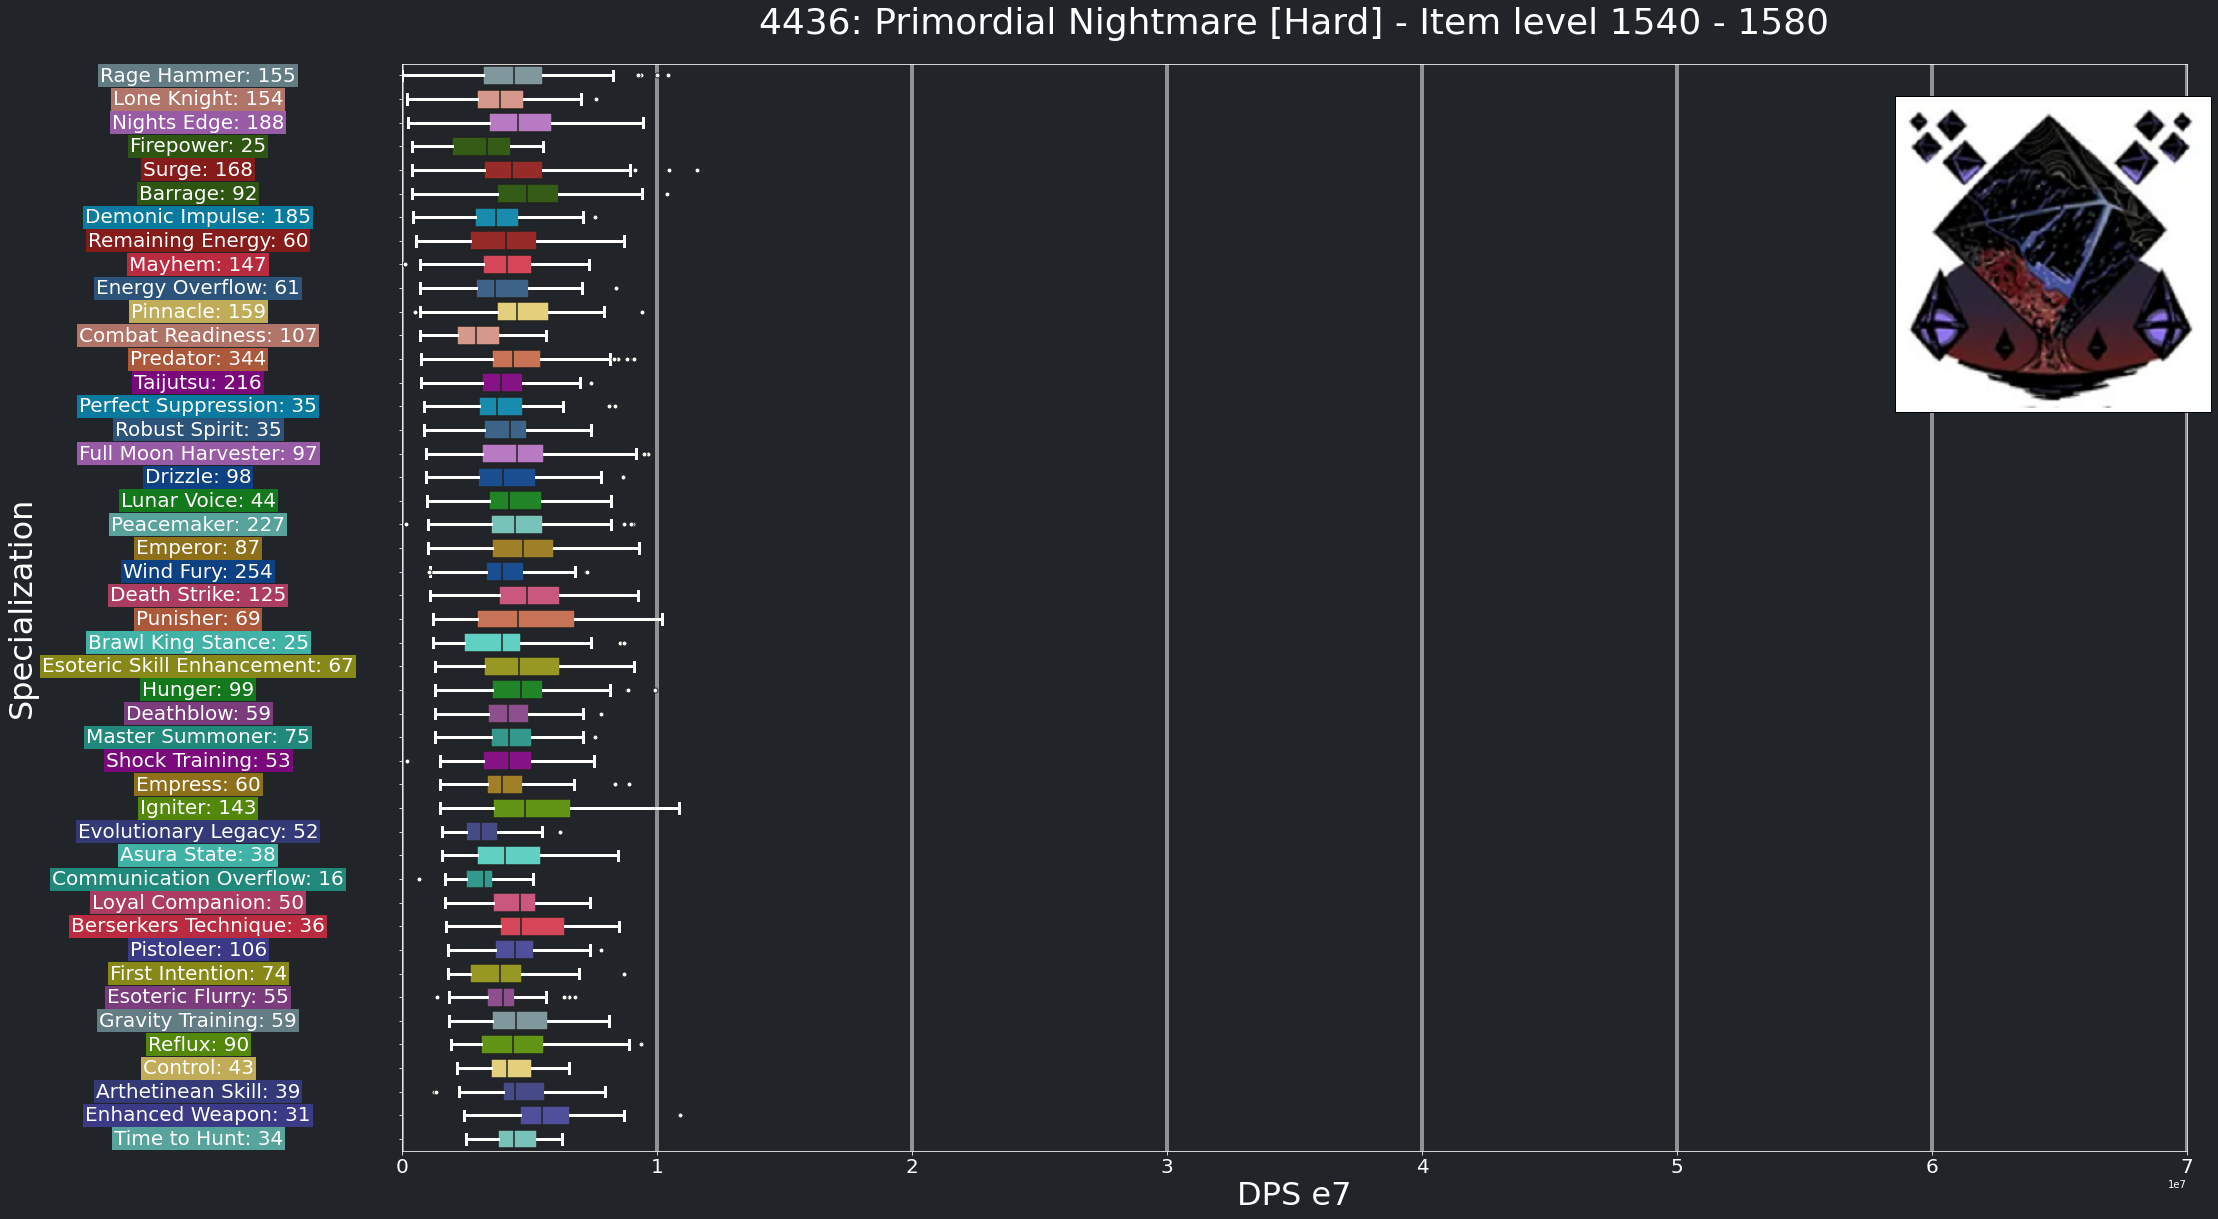 4436: Primordial Nightmare [Hard] - Item level 1540 - 1580
Rage Hammer: 155
Lone Knight: 154
Nights Edge: 188
Firepower: 25
Surge: 168
Barrage: 92
Demonic Impulse: 185
Remaining Energy: 60
Mayhem: 147
Energy Overflow: 61
Pinnacle: 159
Combat Readiness: 107
Predator: 344
Taijutsu: 216
Perfect Suppression: 35
Robust Spirit: 35
Full Moon Harvester: 97
Drizzle: 98
Lunar Voice: 44
Peacemaker: 227
Emperor: 87
Wind Fury: 254
Death Strike: 125
Punisher: 69
Brawl King Stance: 25
Esoteric Skill Enhancement: 67
Hunger: 99
Deathblow: 59
Master Summoner: 75
Shock Training: 53
Empress: 60
Igniter: 143
Evolutionary Legacy: 52
Asura State: 38
Communication Overflow: 16
Loyal Companion: 50
Berserkers Technique: 36
Pistoleer: 106
First Intention: 74
Esoteric Flurry: 55
Gravity Training: 59
Reflux: 90
Control: 43
Arthetinean Skill: 39
Enhanced Weapon: 31
Time to Hunt: 34
Specialization
0 1 2 3 4 5 6 7
1e7
DPS e7